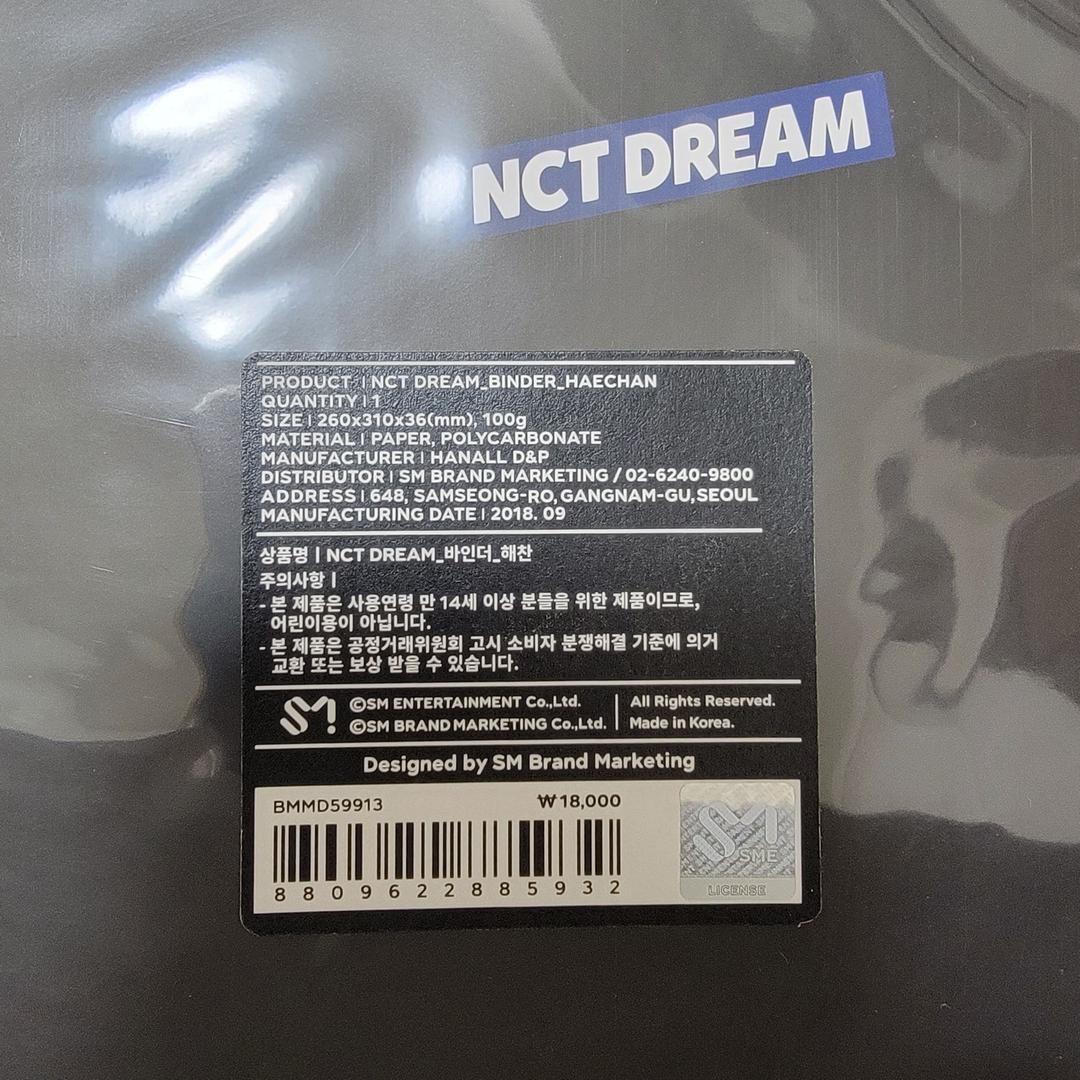 NCT DREAM
PRODUCT | NCT DREAM_BINDER_HAECHAN
QUANTITY | 1
SIZE | 260x310x36(mm), 100g
MATERIAL | PAPER, POLYCARBONATE
MANUFACTURER | HANALL D&P
DISTRIBUTOR | SM BRAND MARKETING / 02-6240-9800
ADDRESS | 648, SAMSEONG-RO, GANGNAM-GU, SEOUL
MANUFACTURING DATE | 2018. 09
상품명 | NCT DREAM_바인더_해찬
주의사항 |
- 본 제품은 사용연령 만 14세 이상 분들을 위한 제품이므로,
어린이용이 아닙니다.
- 본 제품은 공정거래위원회 고시 소비자 분쟁해결 기준에 의거
교환 또는 보상 받을 수 있습니다.
SM! ©SM ENTERTAINMENT Co.,Ltd. | All Rights Reserved.
©SM BRAND MARKETING Co.,Ltd. | Made in Korea.
Designed by SM Brand Marketing
BMMD59913 ₩18,000
8809622885932
SM SME
LICENSE